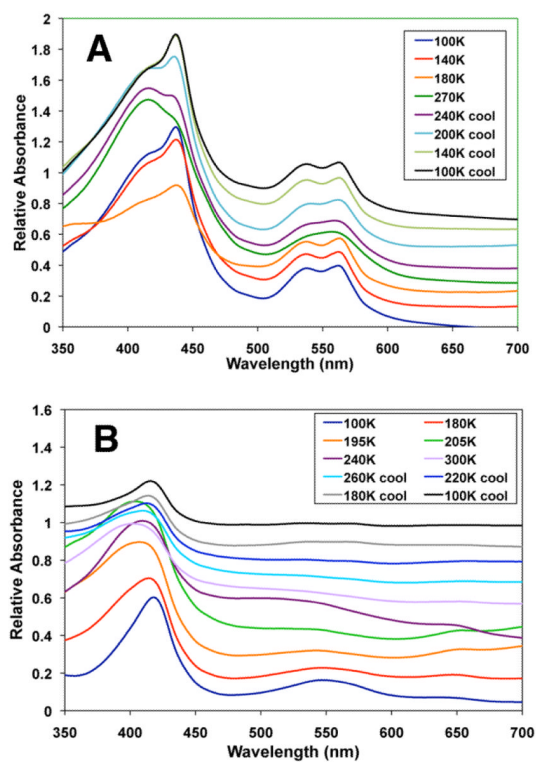 A
2
1.8
1.6
1.4
1.2
1
0.8
0.6
0.4
0.2
0
Relative Absorbance
100K
140K
180K
270K
240K cool
200K cool
140K cool
100K cool
350 400 450 500 550 600 650 700
Wavelength (nm)
B
1.6
1.4
1.2
1
0.8
0.6
0.4
0.2
0
Relative Absorbance
100K 180K
195K 205K
240K 300K
260K cool 220K cool
180K cool 100K cool
350 400 450 500 550 600 650 700
Wavelength (nm)